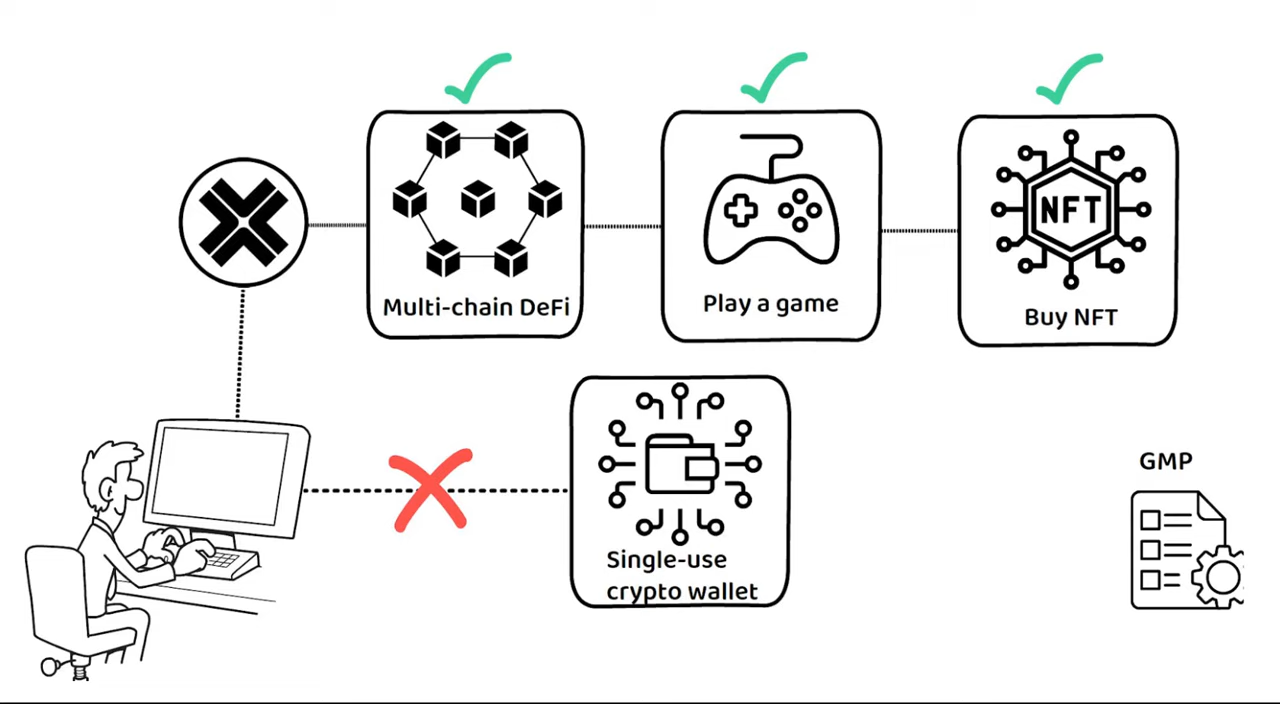 NFT
Multi-chain DeFi
Play a game
Buy NFT
GMP
Single-use
crypto wallet